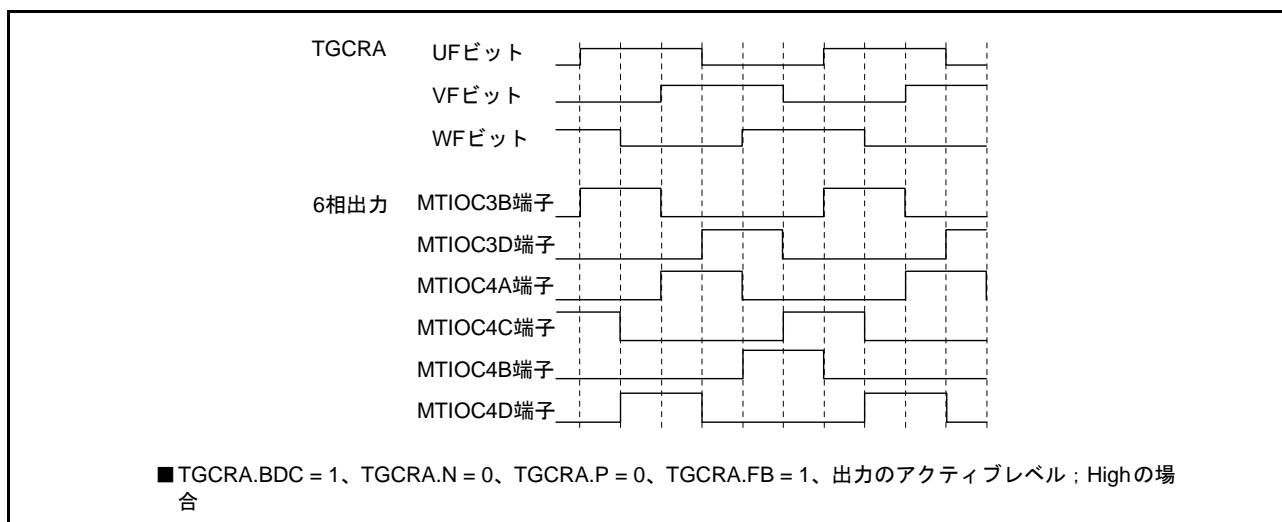 TGCRA UFビット
VFビット
WFビット
6相出力 MTIOC3B端子
MTIOC3D端子
MTIOC4A端子
MTIOC4C端子
MTIOC4B端子
MTIOC4D端子
■TGCRA.BDC = 1、TGCRA.N = 0、TGCRA.P = 0、TGCRA.FB = 1、出力のアクティブレベル；Highの場
合